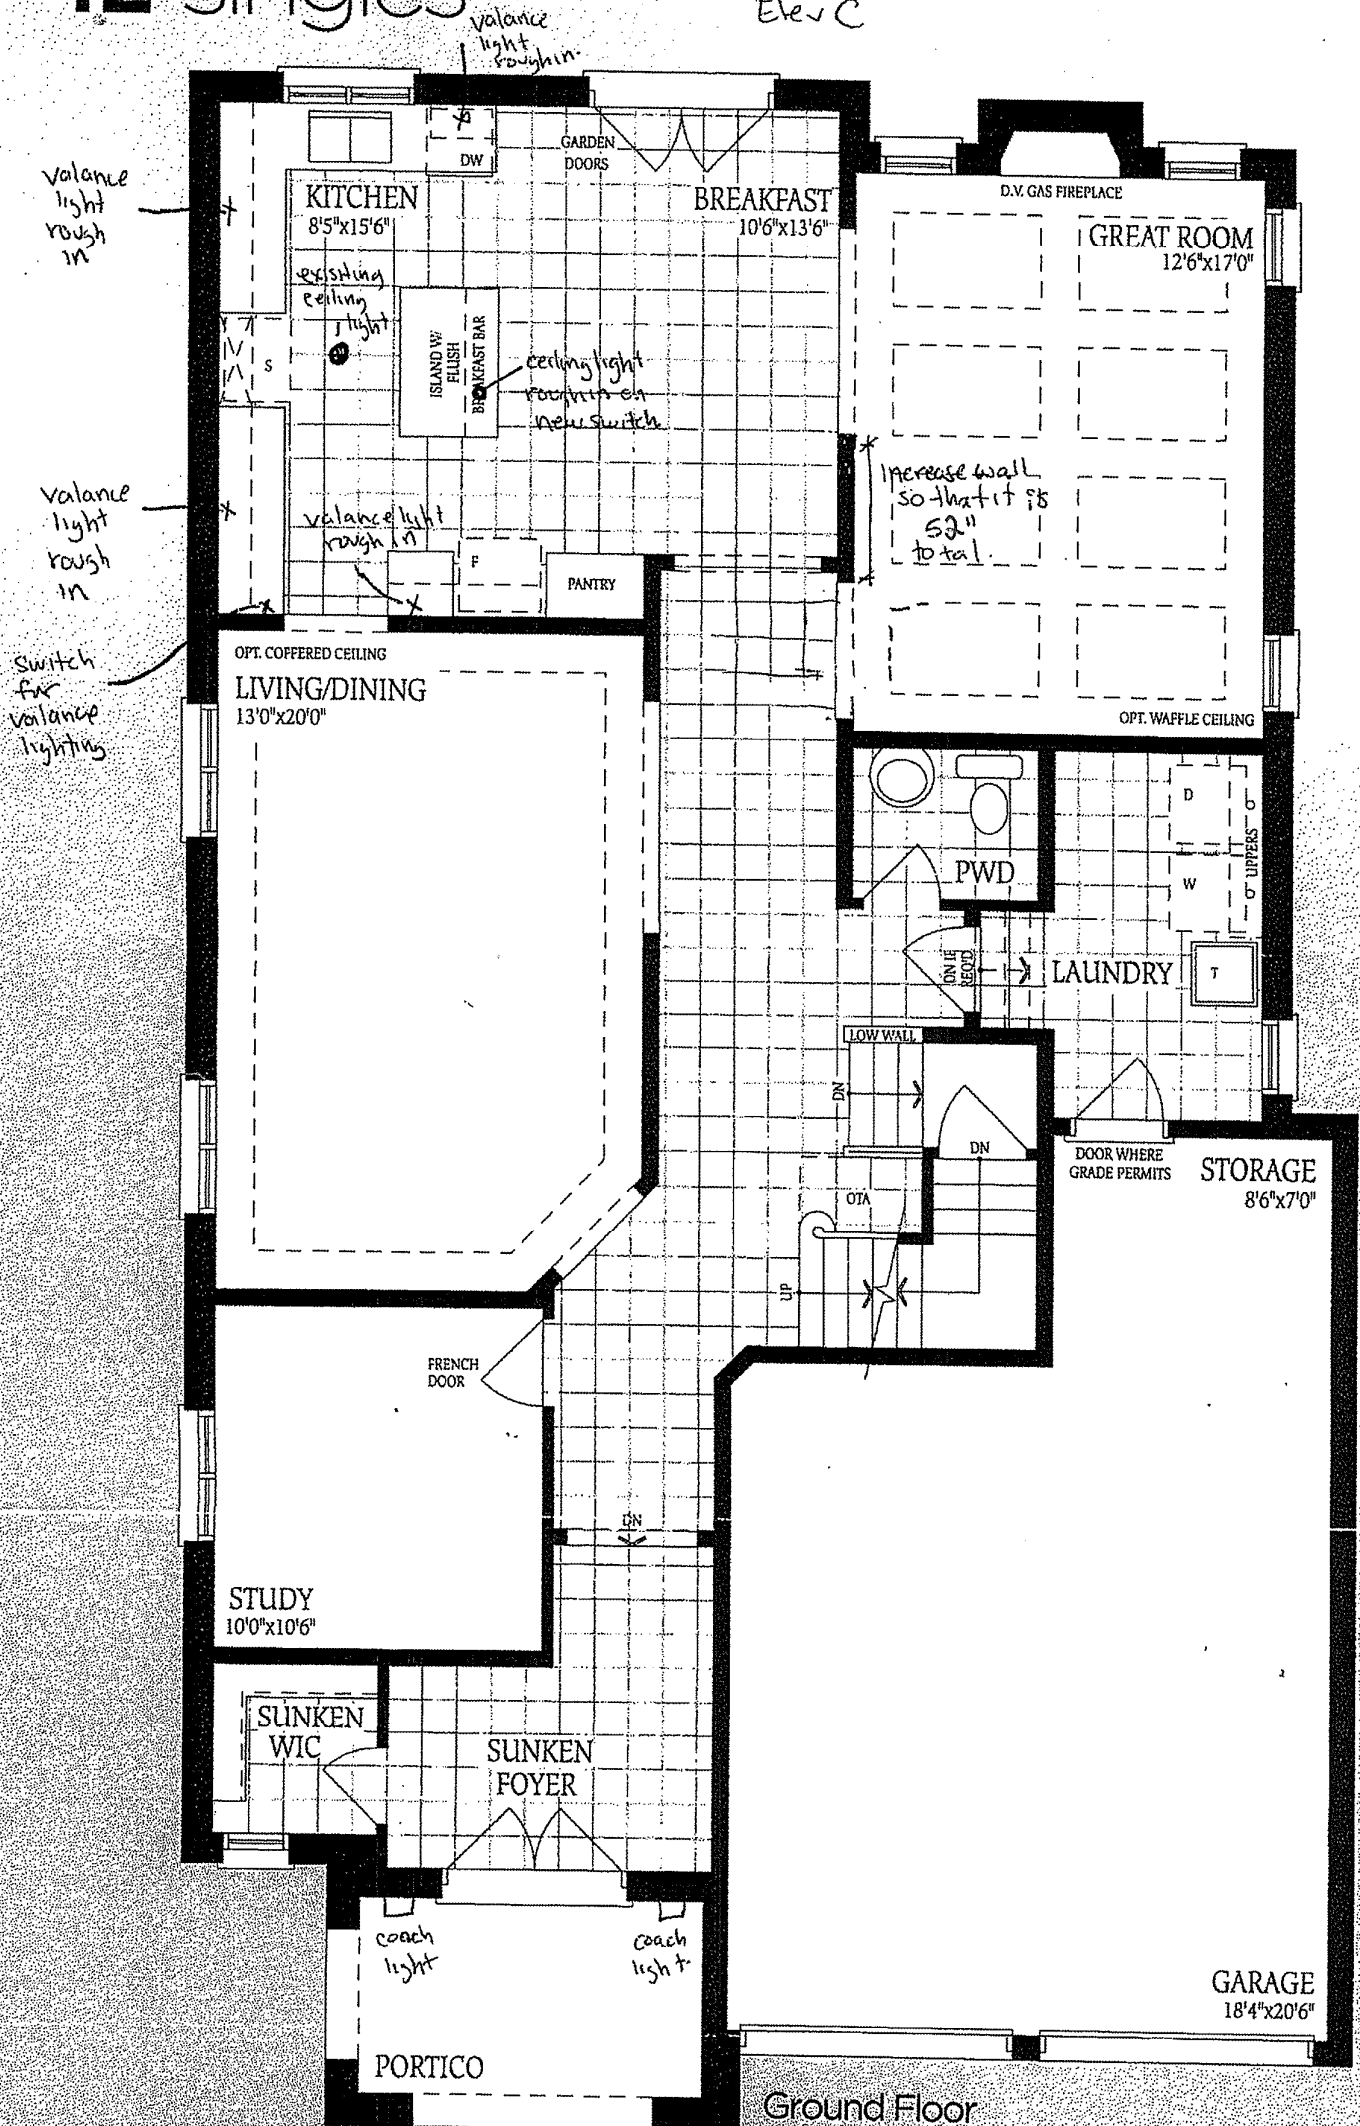 Singles
Elev C
valance
light
roughin
valance
light
rough
in
DW
GARDEN
DOORS
KITCHEN
8'5"x15'6"
BREAKFAST
10'6"x13'6"
D.V. GAS FIREPLACE
GREAT ROOM
12'6"x17'0"
existing
ceiling
light
S
ISLAND W/
FLUSH
BREAKFAST BAR
ceiling light
roughin on
new switch
Increase wall
so that it is
52"
total.
valance
light
rough
in
valance light
rough in
F
PANTRY
switch
for
valance
lighting
OPT. COFFERED CEILING
LIVING/DINING
13'0"x20'0"
OPT. WAFFLE CEILING
D
W
UPPERS
PWD
ON IF
REQ'D
LAUNDRY
T
LOW WALL
DN
DN
DOOR WHERE
GRADE PERMITS
STORAGE
8'6"x7'0"
OTA
UP
FRENCH
DOOR
DN
STUDY
10'0"x10'6"
SUNKEN
WIC
SUNKEN
FOYER
coach
light
coach
light
GARAGE
18'4"x20'6"
PORTICO
Ground Floor